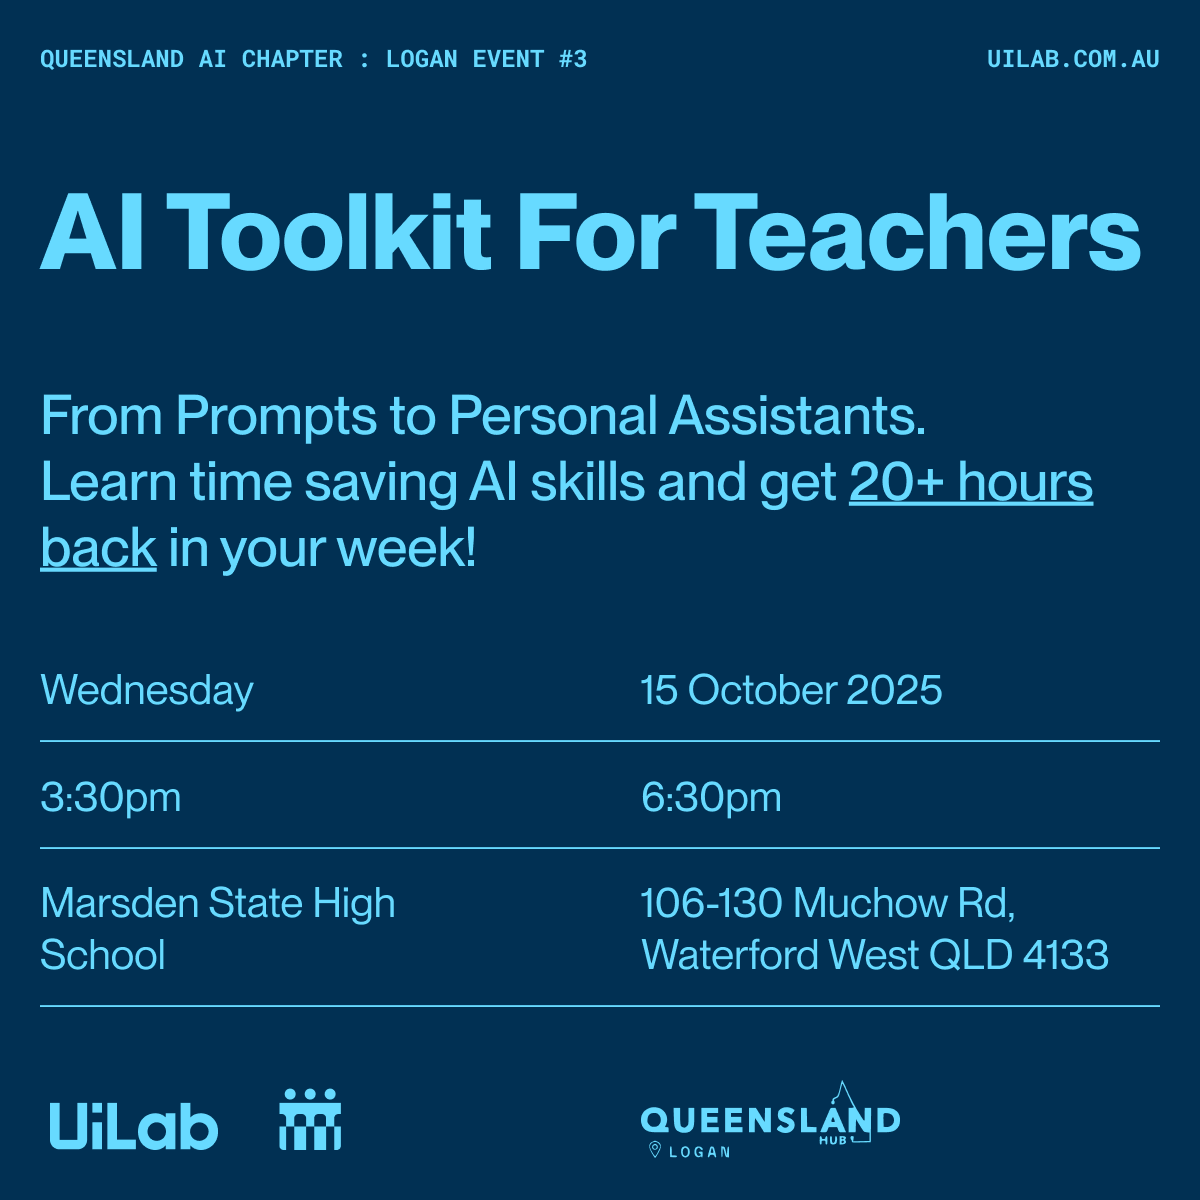 QUEENSLAND AI CHAPTER : LOGAN EVENT #3
UILAB.COM.AU
AI Toolkit For Teachers
From Prompts to Personal Assistants.
Learn time saving AI skills and get 20+ hours
back in your week!
Wednesday
15 October 2025
3:30pm
6:30pm
Marsden State High
School
106-130 Muchow Rd,
Waterford West QLD 4133
UiLab
QUEENSLAND
HUB
LOGAN